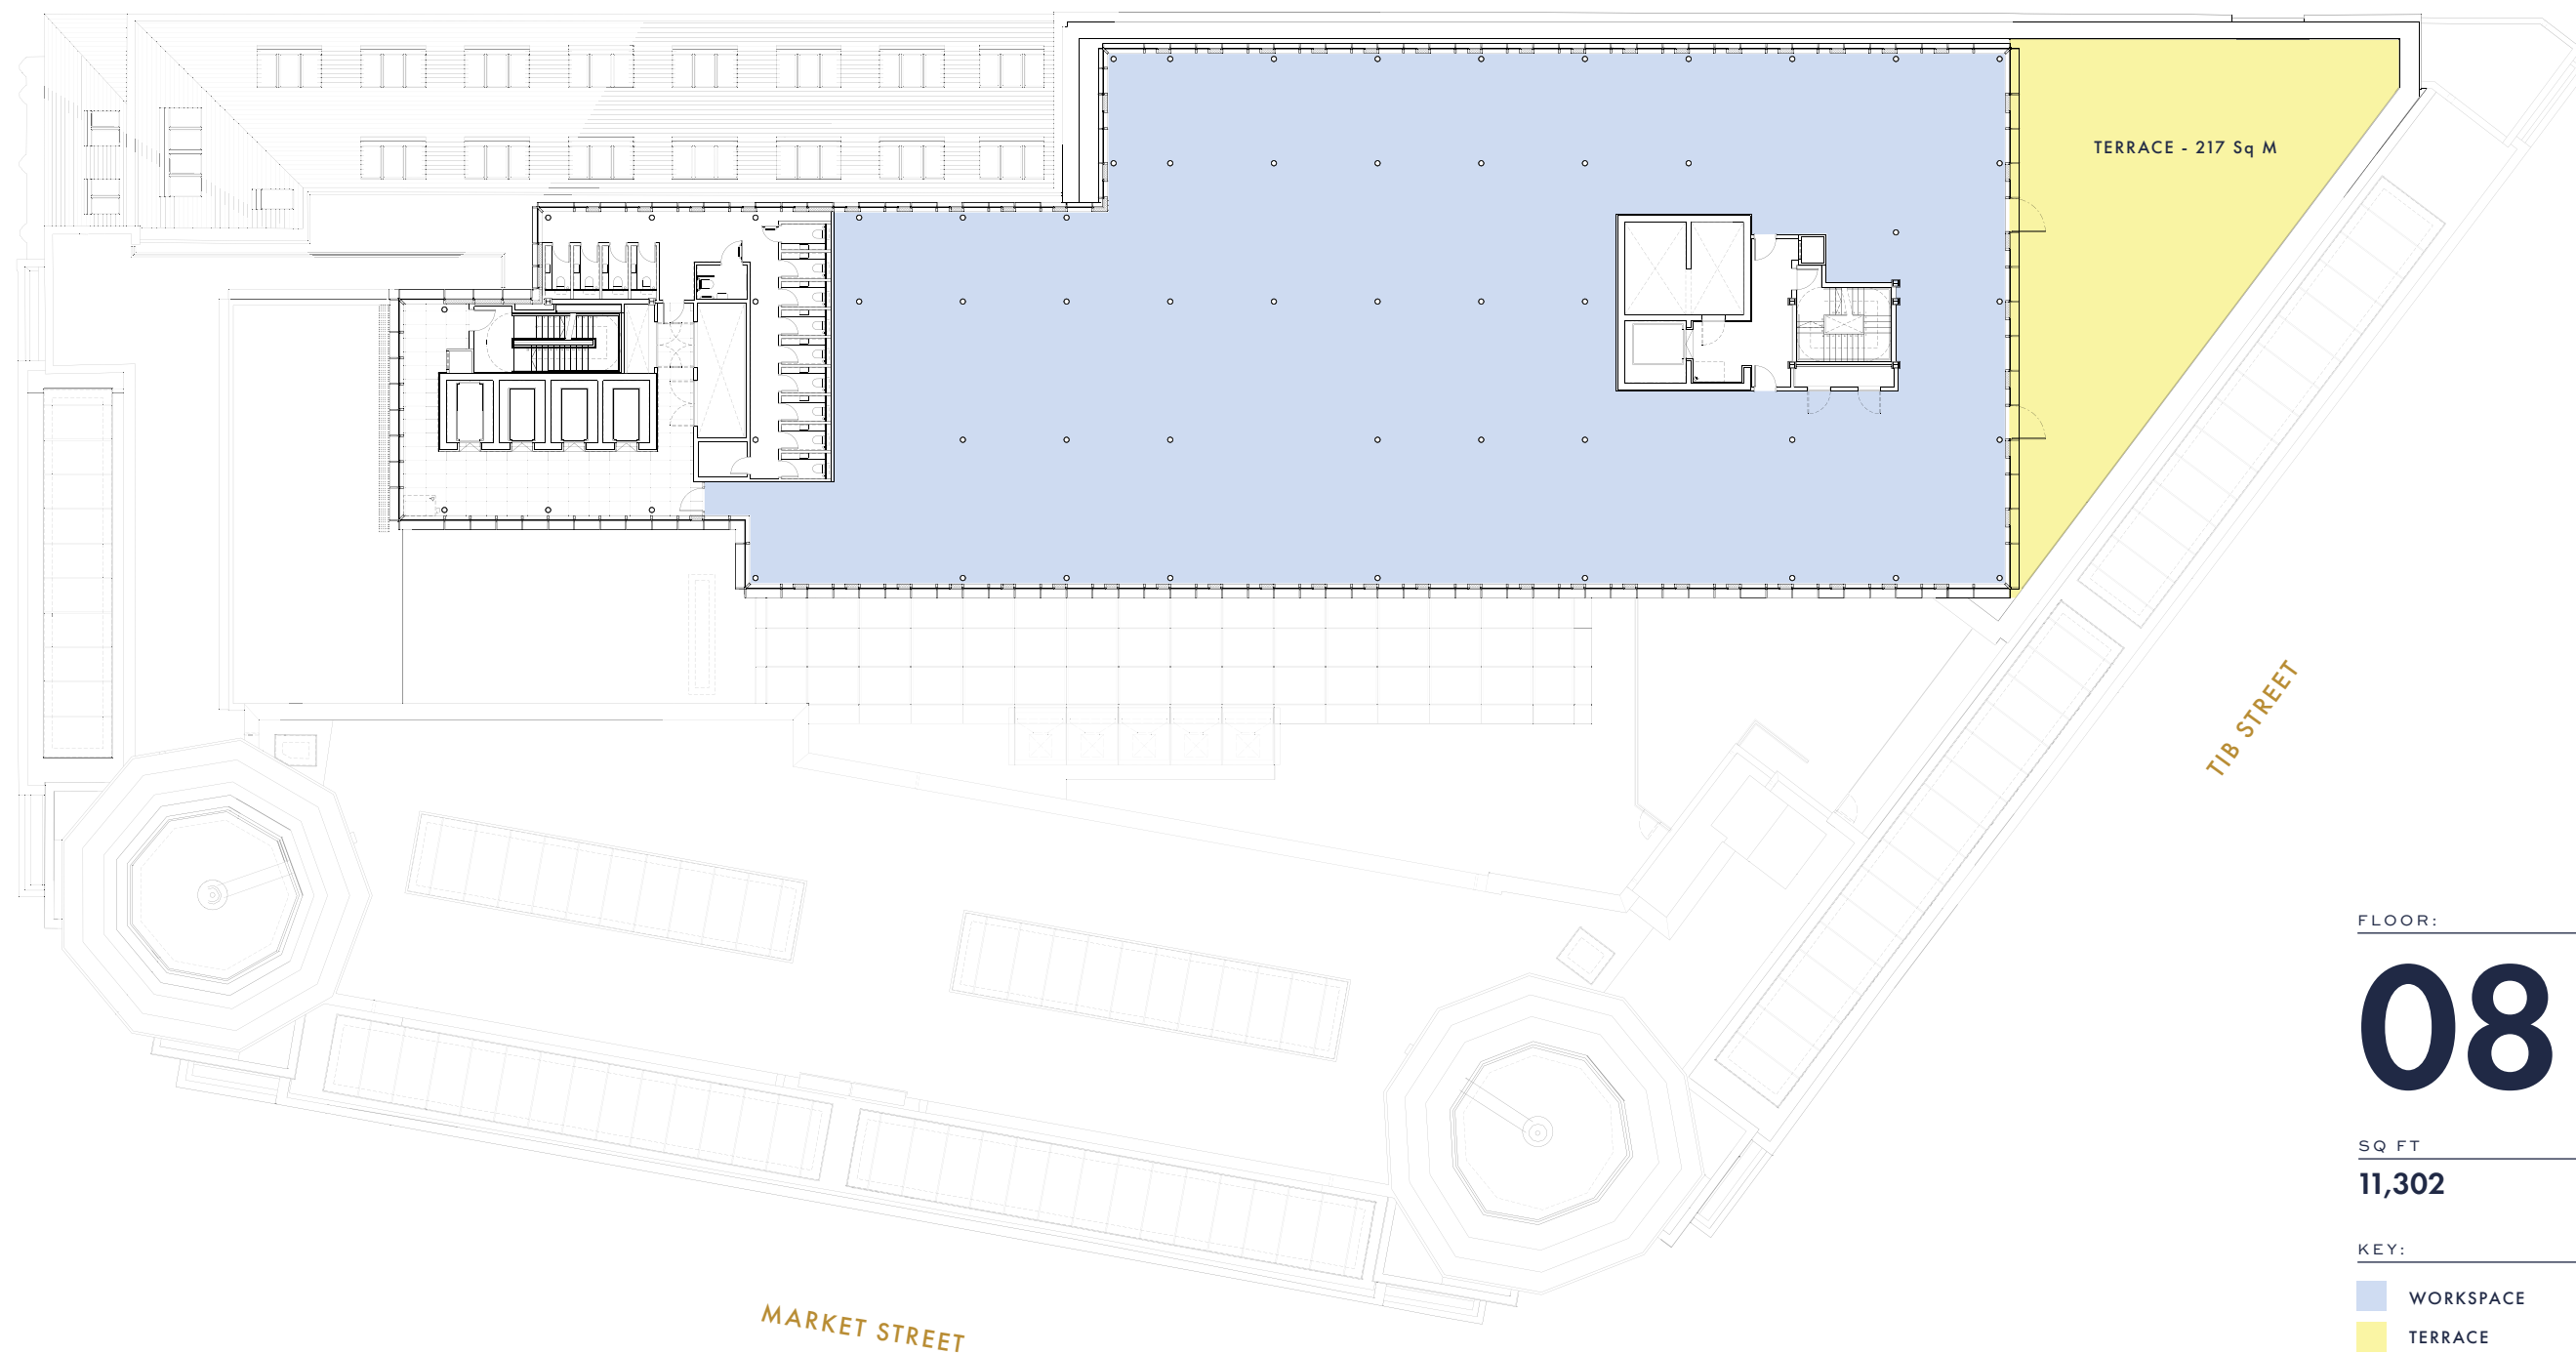 TERRACE - 217 Sq M
TIB STREET
MARKET STREET
FLOOR:
08
SQ FT
11,302
KEY:
WORKSPACE
TERRACE